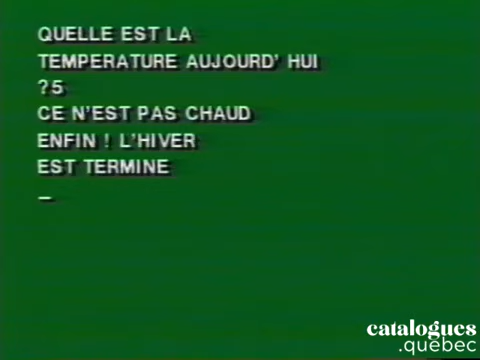 QUELLE EST LA
TEMPERATURE AUJOURD' HUI
?5
CE N'EST PAS CHAUD
ENFIN ! L'HIVER
EST TERMINE
_
catalogues
.québec